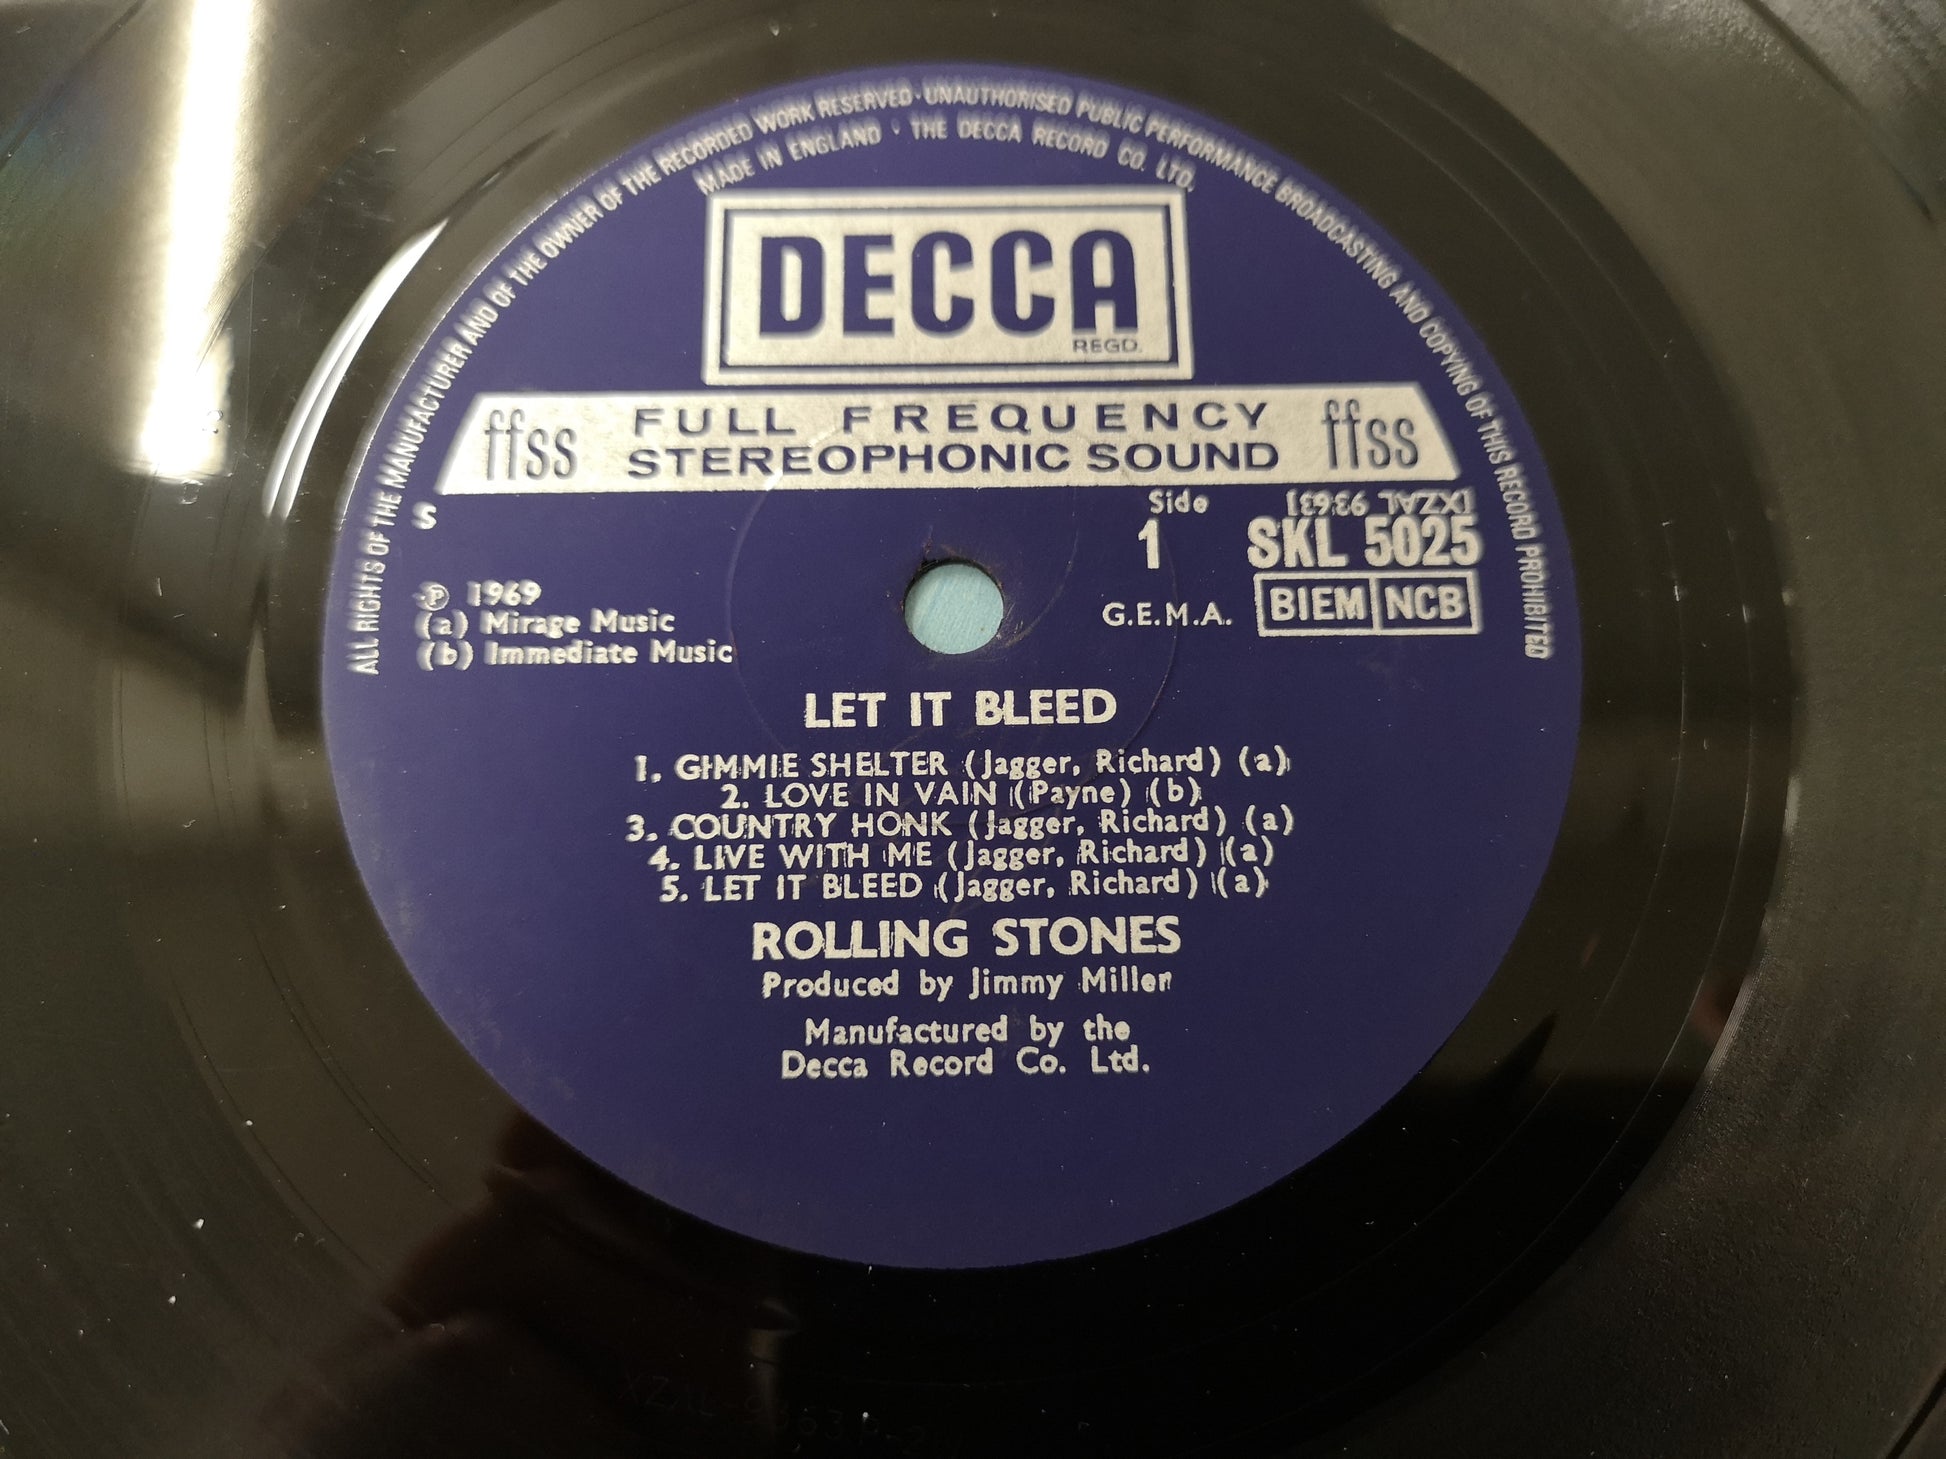 ALL RIGHTS OF THE MANUFACTURER AND OF THE OWNER OF THE RECORDED WORK RESERVED · UNAUTHORISED PUBLIC PERFORMANCE BROADCASTING AND COPYING OF THIS RECORD PROHIBITED
MADE IN ENGLAND · THE DECCA RECORD CO. LTD.
DECCA
REGD.
ffss FULL FREQUENCY ffss
STEREOPHONIC SOUND
S
Side
1
[XZAL 9363]
SKL 5025
BIEM NCB
G.E.M.A.
℗ 1969
(a) Mirage Music
(b) Immediate Music
LET IT BLEED
1. GIMMIE SHELTER (Jagger, Richard) (a)
2. LOVE IN VAIN (Payne) (b)
3. COUNTRY HONK (Jagger, Richard) (a)
4. LIVE WITH ME (Jagger, Richard) (a)
5. LET IT BLEED (Jagger, Richard) (a)
ROLLING STONES
Produced by Jimmy Miller
Manufactured by the
Decca Record Co. Ltd.